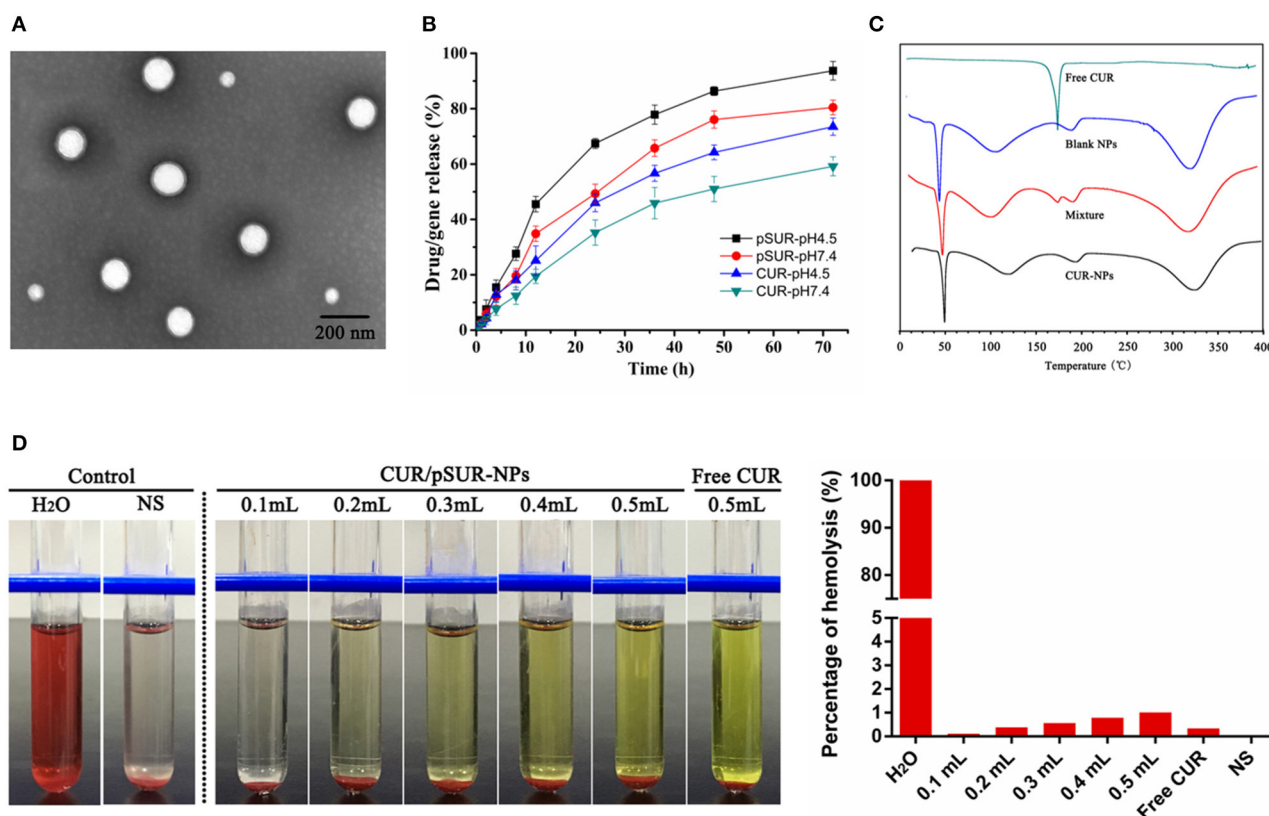 A
200 nm
B
Drug/gene release (%)
100
80
60
40
20
0
pSUR-pH4.5
pSUR-pH7.4
CUR-pH4.5
CUR-pH7.4
0 10 20 30 40 50 60 70
Time (h)
C
Free CUR
Blank NPs
Mixture
CUR-NPs
0 50 100 150 200 250 300 350 400
Temperature (℃)
D
Control
H2O NS
CUR/pSUR-NPs
0.1mL 0.2mL 0.3mL 0.4mL 0.5mL
Free CUR
0.5mL
Percentage of hemolysis (%)
100
90
80
5
4
3
2
1
0
H2O 0.1 mL 0.2 mL 0.3 mL 0.4 mL 0.5 mL Free CUR NS